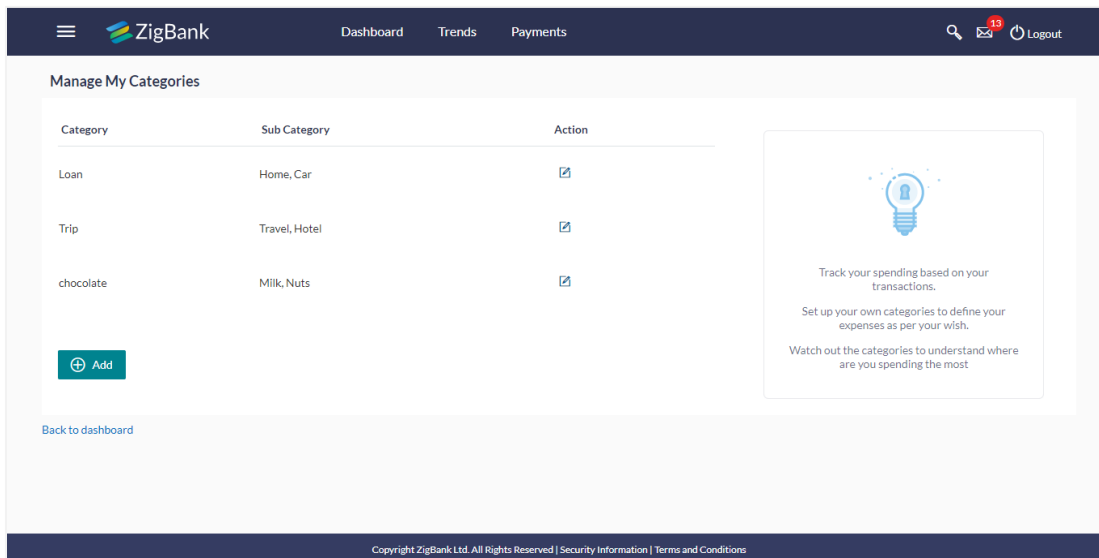 ZigBank Dashboard Trends Payments 13 Logout
Manage My Categories
Category Sub Category Action
Loan Home, Car
Trip Travel, Hotel
chocolate Milk, Nuts
Add
Track your spending based on your
transactions.
Set up your own categories to define your
expenses as per your wish.
Watch out the categories to understand where
are you spending the most
Back to dashboard
Copyright ZigBank Ltd. All Rights Reserved | Security Information | Terms and Conditions